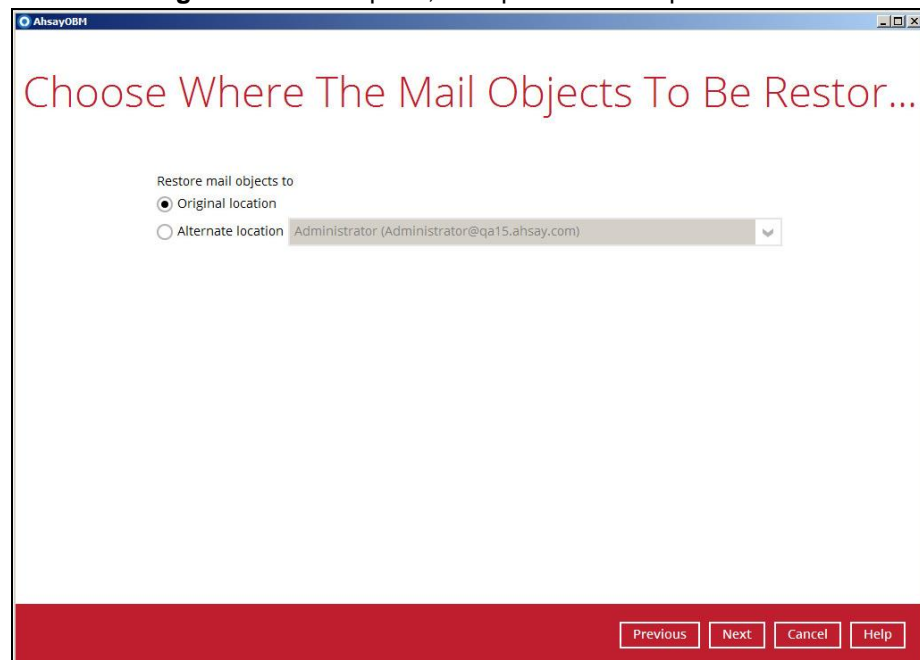 AhsayOBM
Choose Where The Mail Objects To Be Restor...
Restore mail objects to
Original location
Alternate location Administrator (Administrator@qa15.ahsay.com)
Previous Next Cancel Help